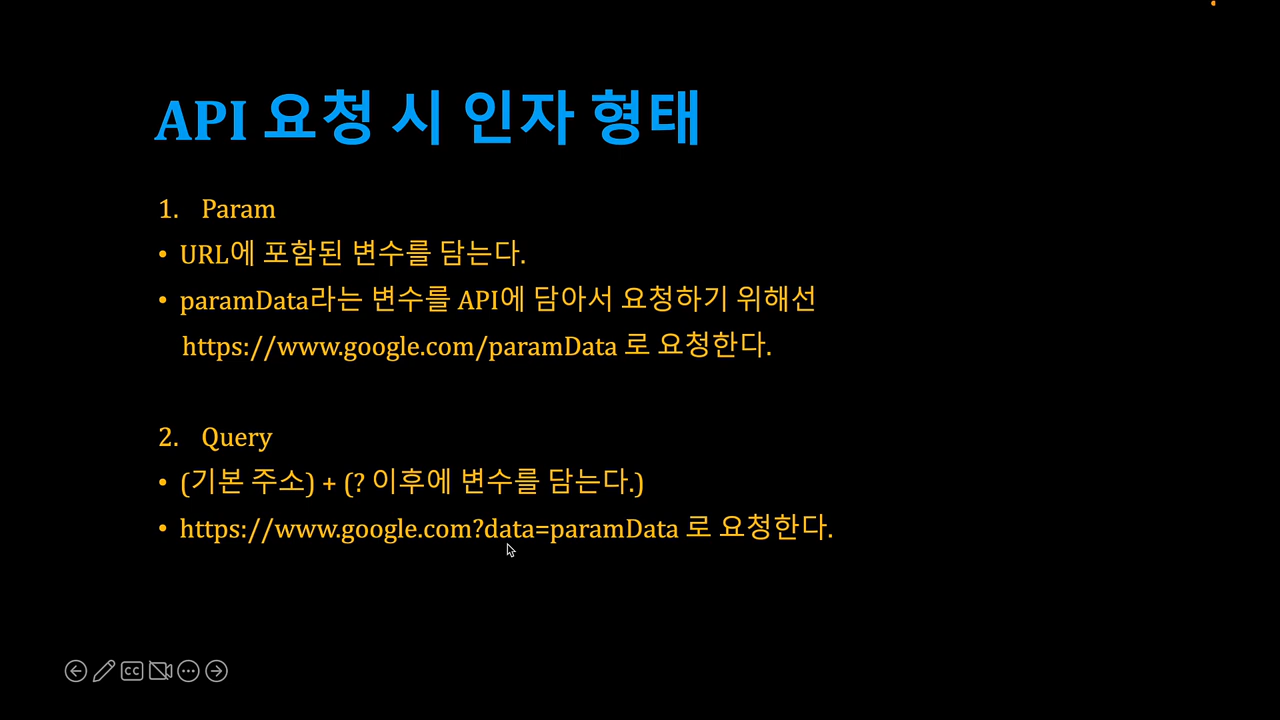 API 요청 시 인자 형태
1. Param
• URL에 포함된 변수를 담는다.
• paramData라는 변수를 API에 담아서 요청하기 위해선
https://www.google.com/paramData 로 요청한다.
2. Query
• (기본 주소) + (? 이후에 변수를 담는다.)
• https://www.google.com?data=paramData 로 요청한다.
CC